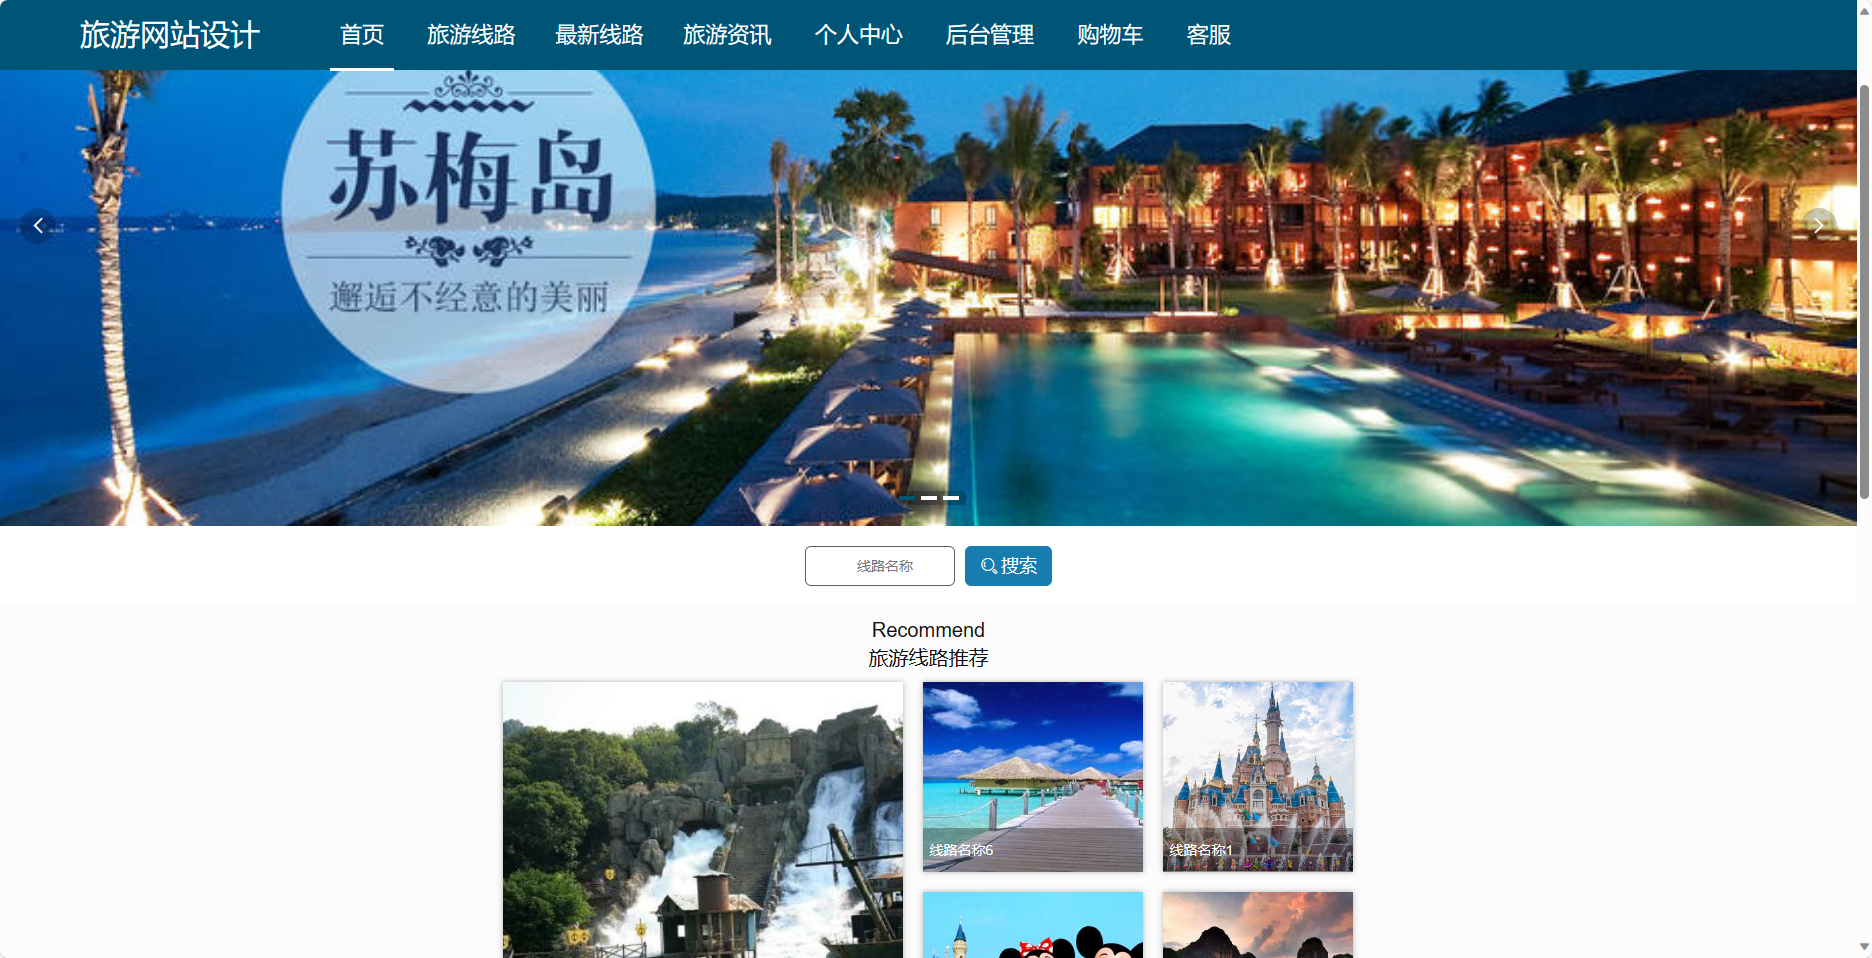 旅游网站设计
首页 旅游线路 最新线路 旅游资讯 个人中心 后台管理 购物车 客服
苏梅岛
邂逅不经意的美丽
线路名称 搜索
Recommend
旅游线路推荐
线路名称6
线路名称1